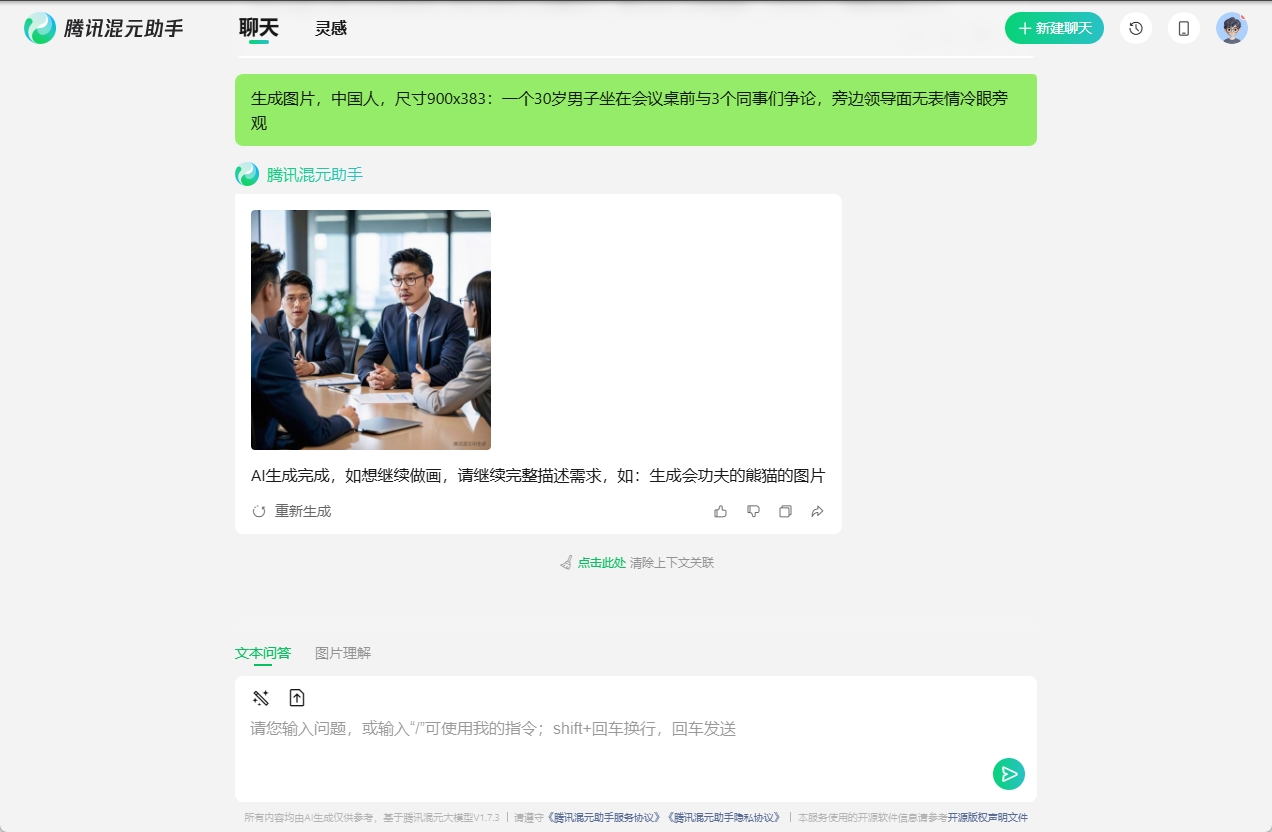 腾讯混元助手 聊天 灵感 新建聊天
生成图片，中国人，尺寸900x383：一个30岁男子坐在会议桌前与3个同事们争论，旁边领导面无表情冷眼旁
观
腾讯混元助手
AI生成完成，如想继续做画，请继续完整描述需求，如：生成会功夫的熊猫的图片
重新生成
点击此处 清除上下文关联
文本问答 图片理解
请您输入问题，或输入“/”可使用我的指令；shift+回车换行，回车发送
所有内容均由AI生成仅供参考，基于腾讯混元大模型V1.7.3 | 请遵守《腾讯混元助手服务协议》《腾讯混元助手隐私协议》 | 本服务使用的开源软件信息请参考开源版权声明文件